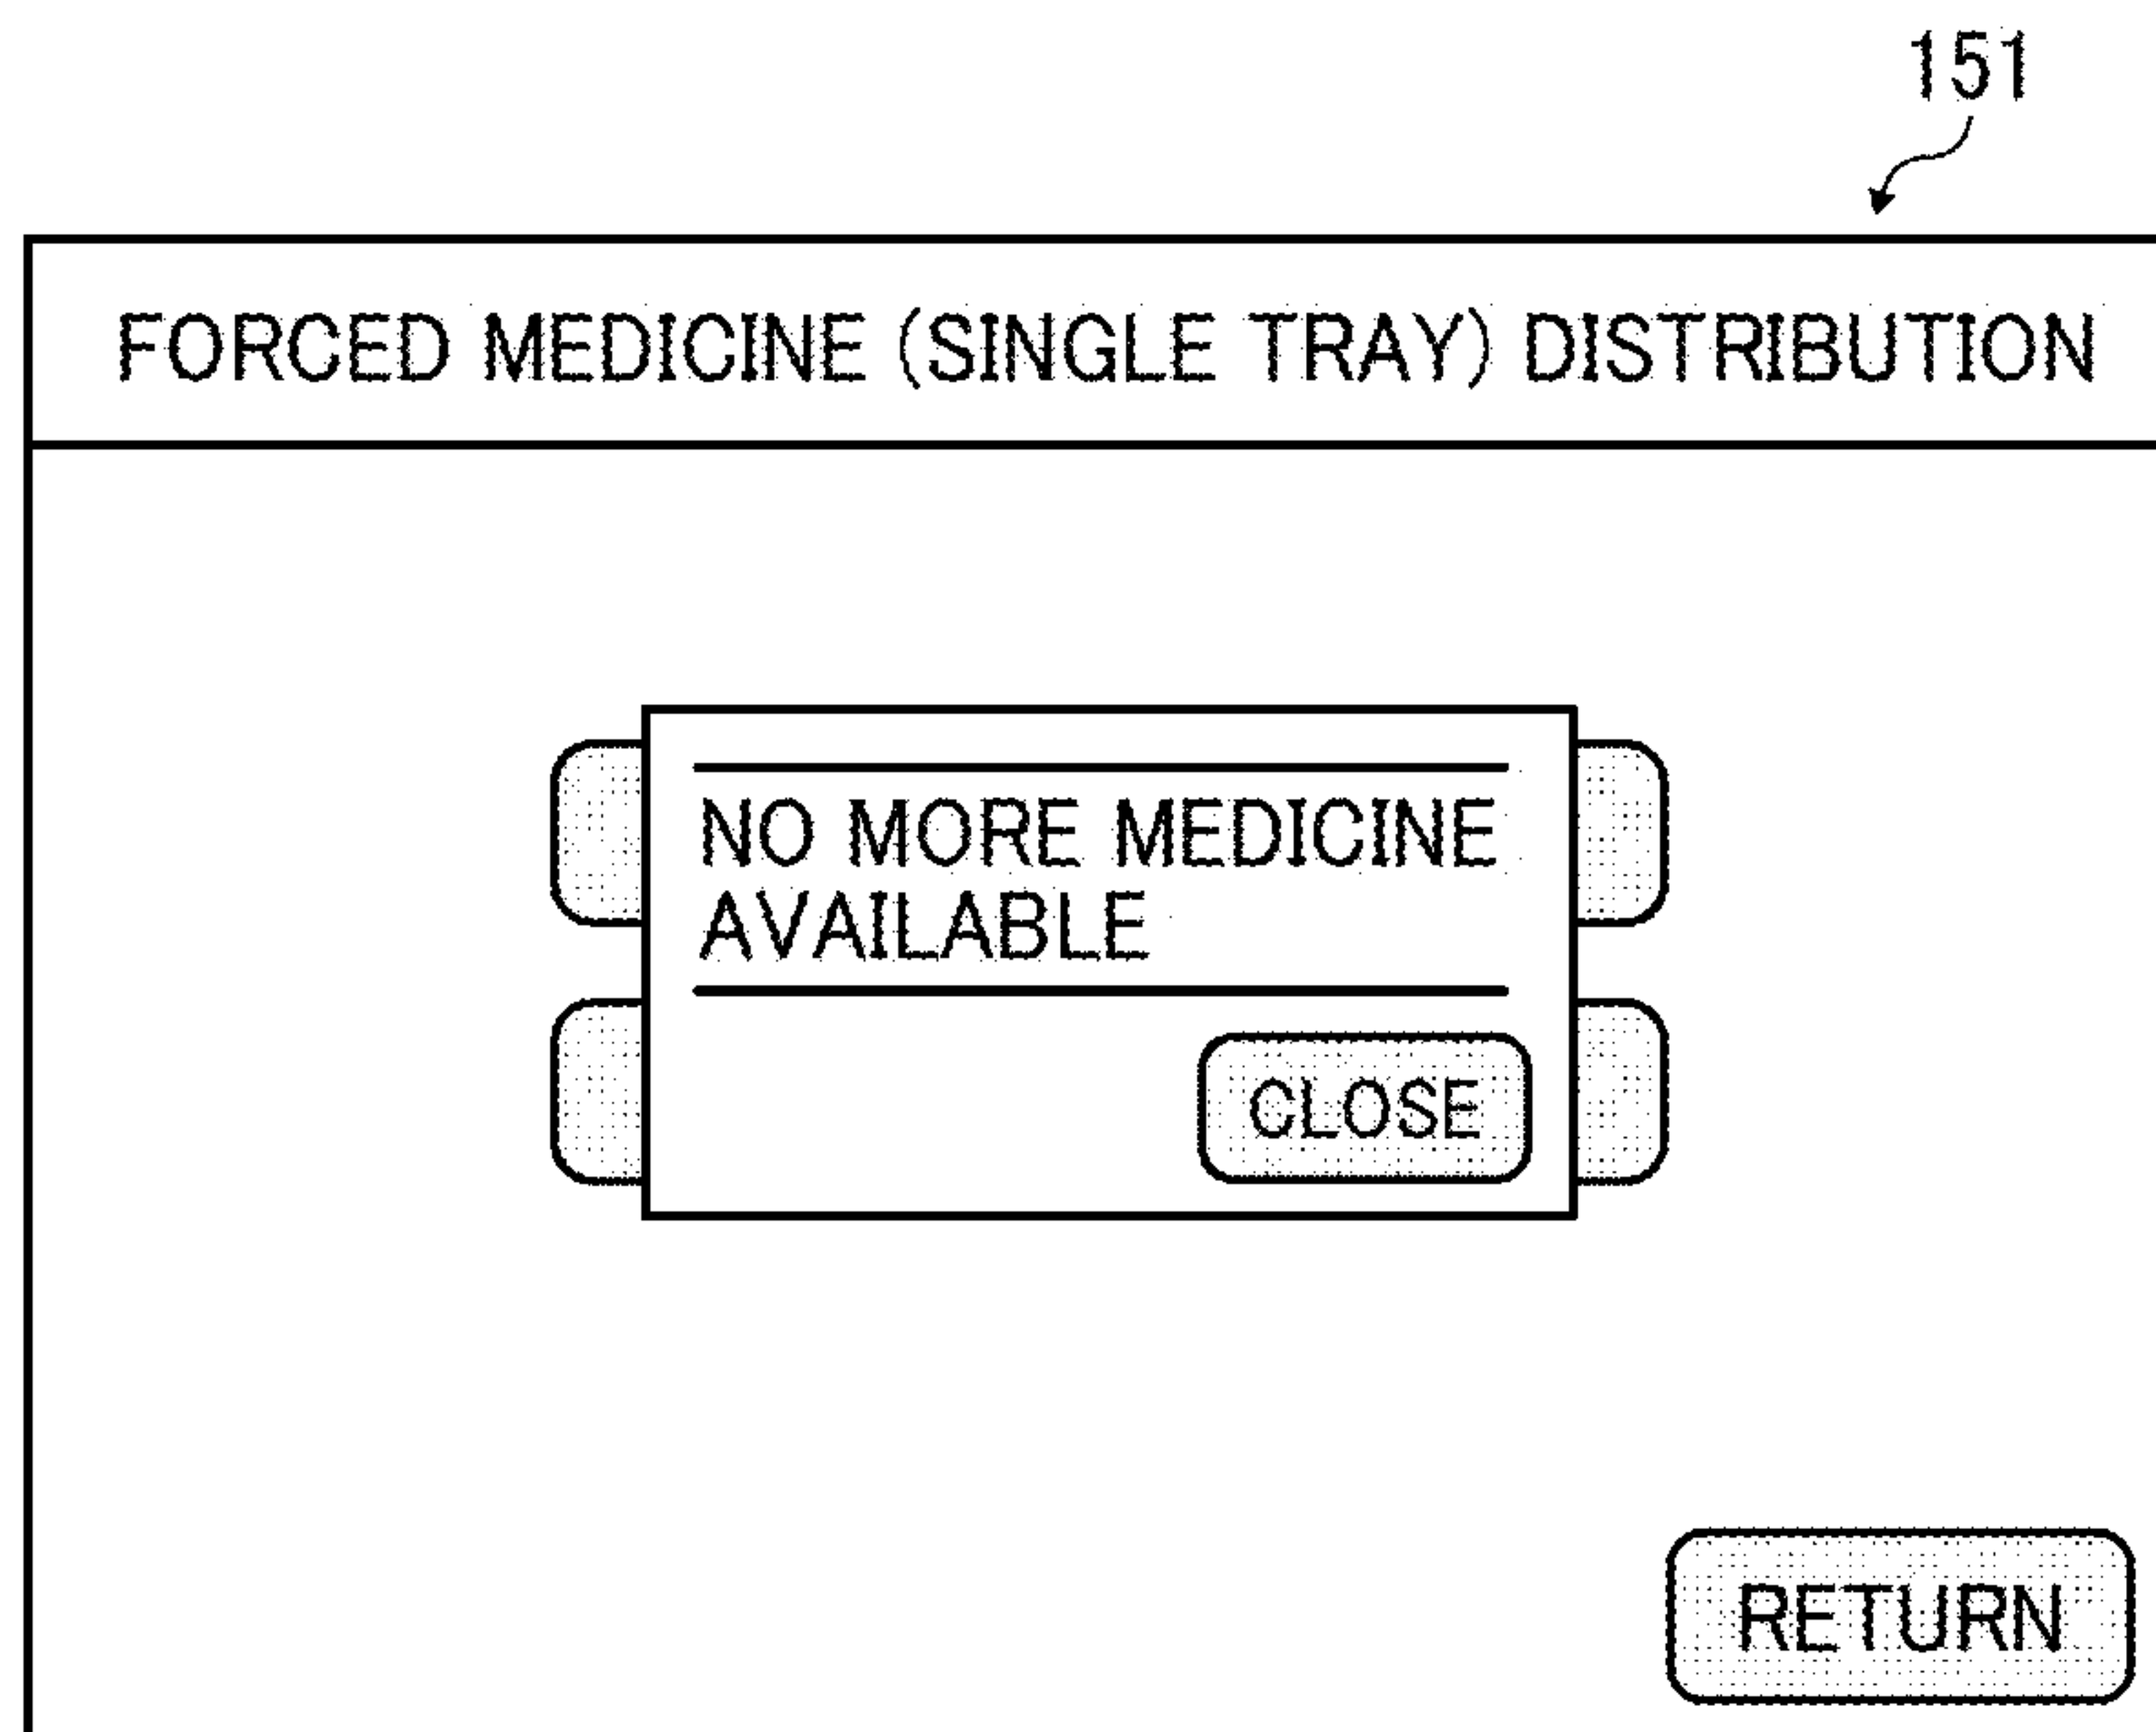 151
FORCED MEDICINE (SINGLE TRAY) DISTRIBUTION
NO MORE MEDICINE
AVAILABLE
CLOSE
RETURN